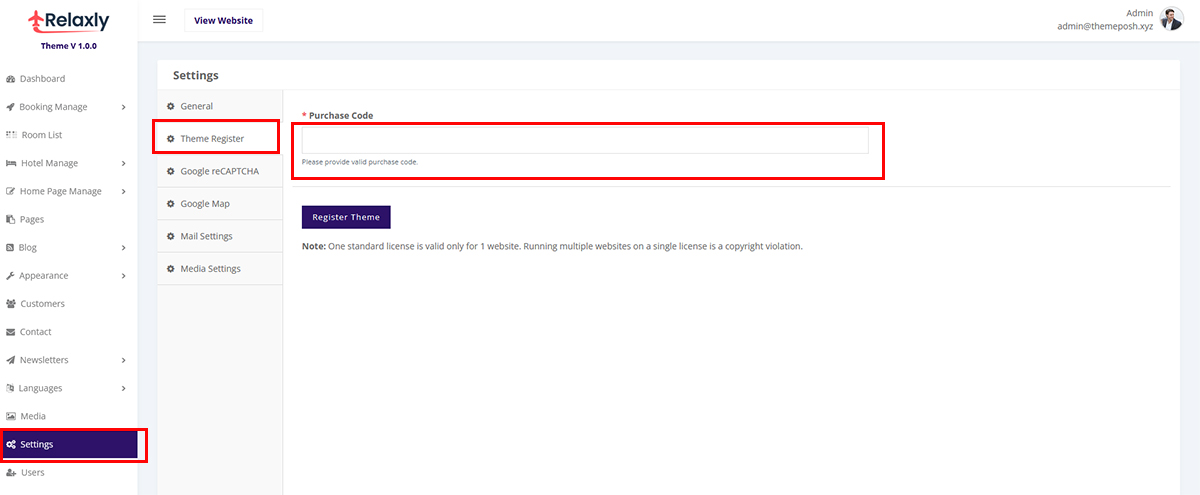 Relaxly
Theme V 1.0.0
Dashboard
Booking Manage
Room List
Hotel Manage
Home Page Manage
Pages
Blog
Appearance
Customers
Contact
Newsletters
Languages
Media
Settings
Users
View Website
Admin
admin@themeposh.xyz
Settings
General
Theme Register
Google reCAPTCHA
Google Map
Mail Settings
Media Settings
* Purchase Code
Please provide valid purchase code.
Register Theme
Note: One standard license is valid only for 1 website. Running multiple websites on a single license is a copyright violation.